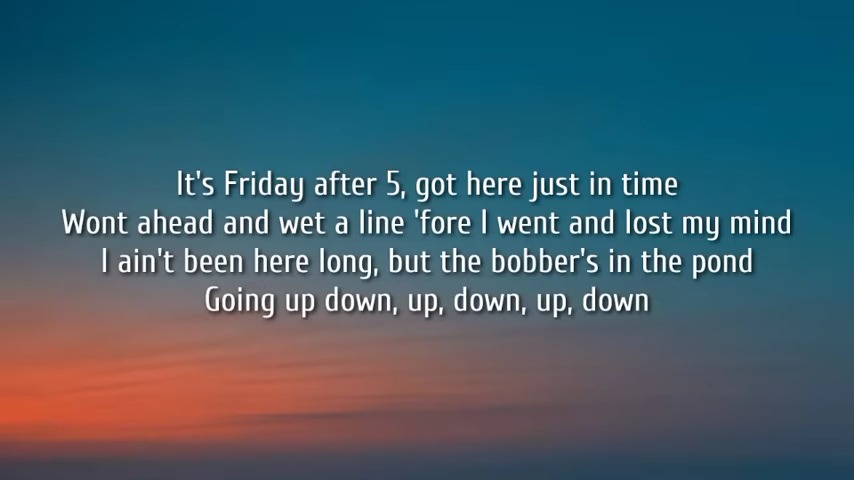 It's Friday after 5, got here just in time
Wont ahead and wet a line 'fore I went and lost my mind
I ain't been here long, but the bobber's in the pond
Going up down, up, down, up, down